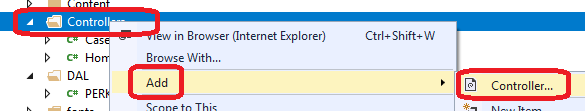 Content
Controllers
C# Case
C# Hom
DAL
C# PERK
fonts
View in Browser (Internet Explorer) Ctrl+Shift+W
Browse With...
Add
Controller...
New Item
Scope to This